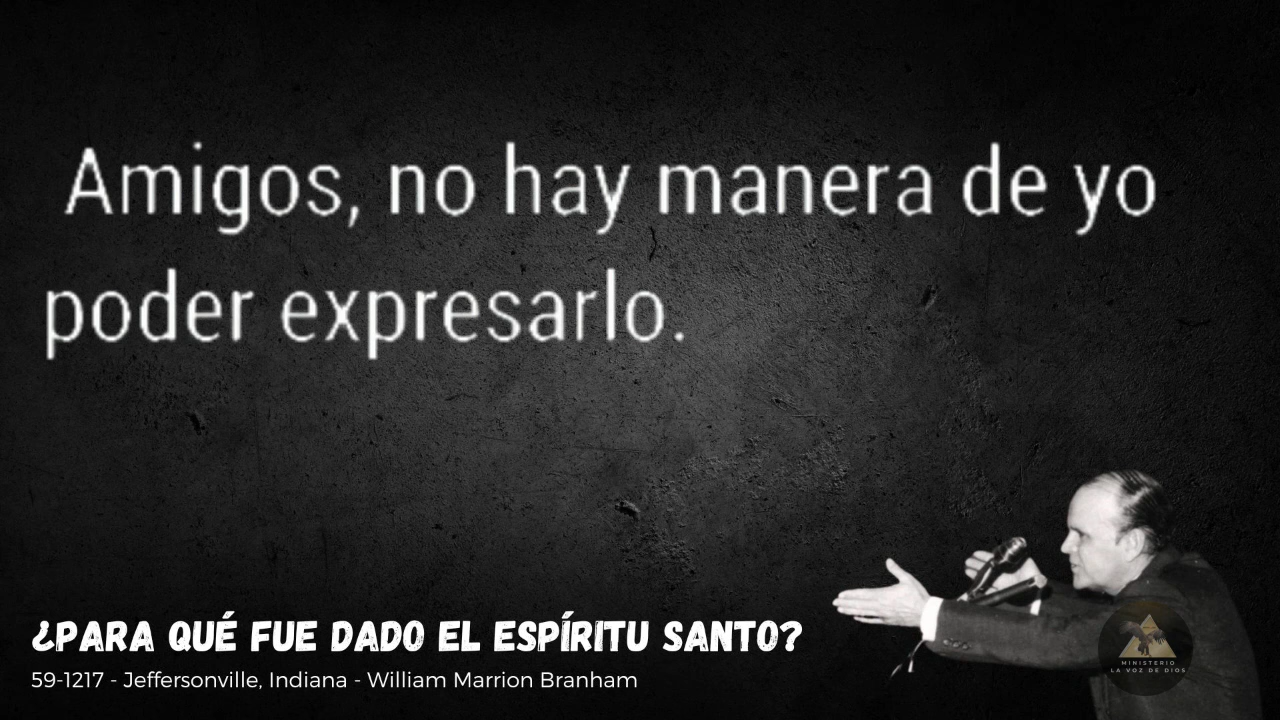 Amigos, no hay manera de yo
poder expresarlo.
¿PARA QUÉ FUE DADO EL ESPÍRITU SANTO?
59-1217 - Jeffersonville, Indiana - William Marrion Branham
MINISTERIO
LA VOZ DE DIOS